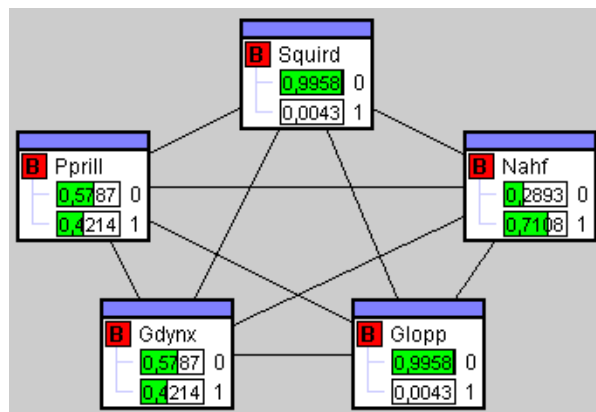 B Squird
0,9958 0
0,0043 1
B Pprill
0,5787 0
0,4214 1
B Nahf
0,2893 0
0,7108 1
B Gdynx
0,5787 0
0,4214 1
B Glopp
0,9958 0
0,0043 1